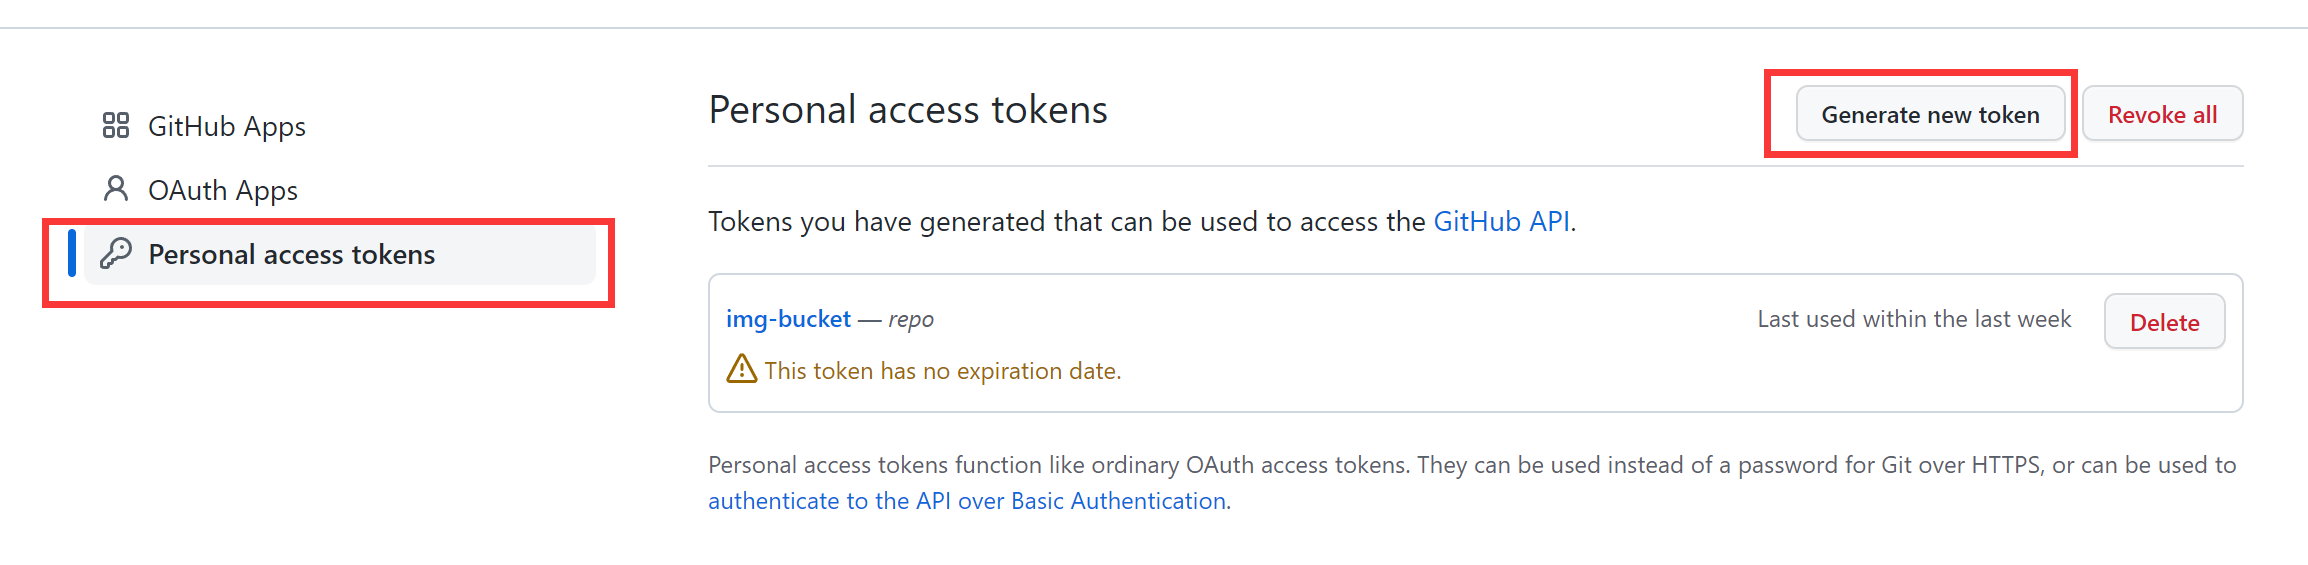 GitHub Apps
OAuth Apps
Personal access tokens
Personal access tokens
Generate new token
Revoke all
Tokens you have generated that can be used to access the GitHub API.
img-bucket — repo
Last used within the last week
Delete
This token has no expiration date.
Personal access tokens function like ordinary OAuth access tokens. They can be used instead of a password for Git over HTTPS, or can be used to
authenticate to the API over Basic Authentication.